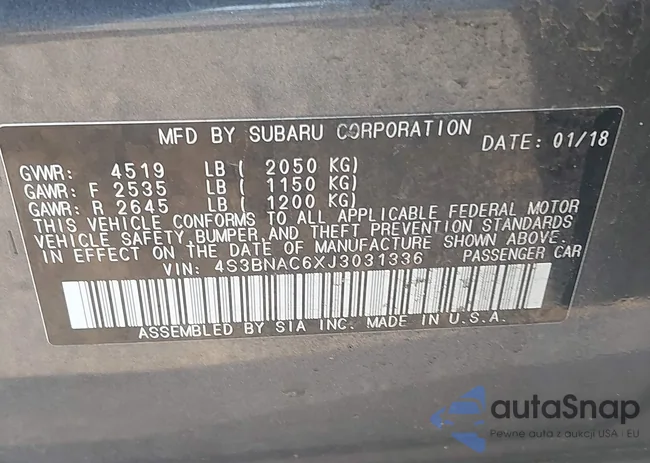 MFD BY SUBARU CORPORATION DATE: 01/18
GVWR: 4519 LB ( 2050 KG)
GAWR: F 2535 LB ( 1150 KG)
GAWR: R 2645 LB ( 1200 KG)
THIS VEHICLE CONFORMS TO ALL APPLICABLE FEDERAL MOTOR
VEHICLE SAFETY, BUMPER, AND THEFT PREVENTION STANDARDS
IN EFFECT ON THE DATE OF MANUFACTURE SHOWN ABOVE.
VIN: 4S3BNAC6XJ3031336 PASSENGER CAR
ASSEMBLED BY SIA INC. MADE IN U.S.A.
autoSnap
Pewne auta z aukcji USA i EU